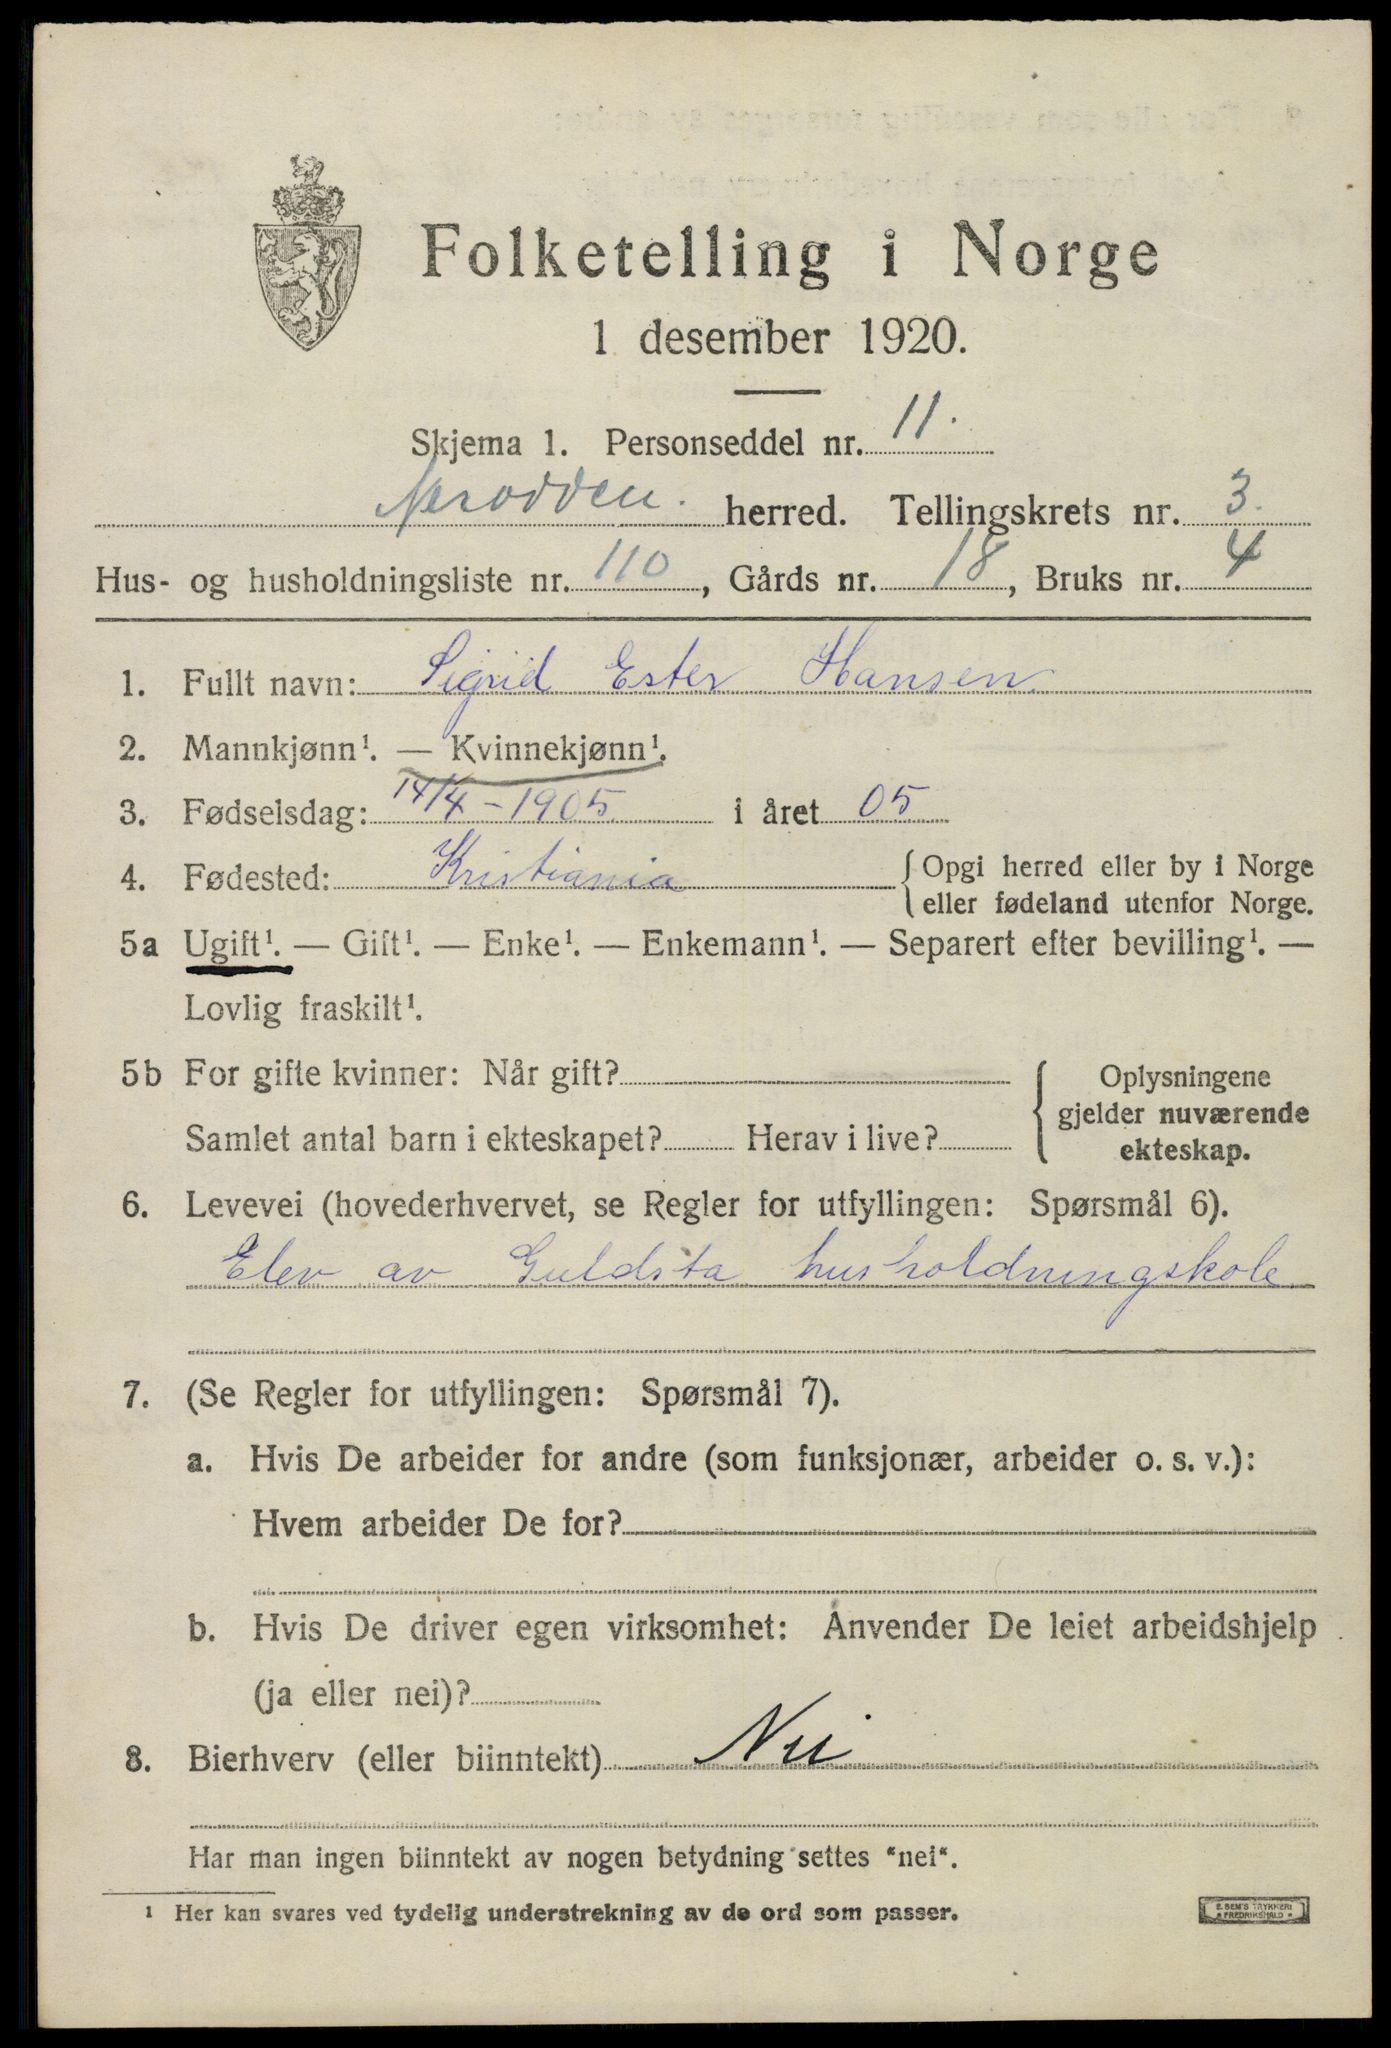 Folketelling i Norge
1 desember 1920.
Skjema 1. Personseddel nr. 11.
Nesodden. herred. Tellingskrets nr. 3.
Hus- og husholdningsliste nr. 110, Gårds nr. 18, Bruks nr. 4
1. Fullt navn: Sigrid Ester Hansen.
2. Mannkjønn¹. — Kvinnekjønn¹.
3. Fødselsdag: 14/4 - 1905 i året 05
4. Fødested: Kristiania { Opgi herred eller by i Norge
eller fødeland utenfor Norge.
5a Ugift¹. — Gift¹. — Enke¹. — Enkemann¹. — Separert efter bevilling¹. —
Lovlig fraskilt¹.
5b For gifte kvinner: Når gift?
Samlet antal barn i ekteskapet? Herav i live?
Oplysningene
gjelder nuværende
ekteskap.
6. Levevei (hovederhvervet, se Regler for utfyllingen: Spørsmål 6).
Elev av Guldsta husholdningskole
7. (Se Regler for utfyllingen: Spørsmål 7).
a. Hvis De arbeider for andre (som funksjonær, arbeider o. s. v.):
Hvem arbeider De for?
b. Hvis De driver egen virksomhet: Anvender De leiet arbeidshjelp
(ja eller nei)?
8. Bierhverv (eller biinntekt) Nei
Har man ingen biinntekt av nogen betydning settes "nei".
¹ Her kan svares ved tydelig understrekning av de ord som passer.
E. SEM'S TRYKKERI
* FREDRIKSHALD *